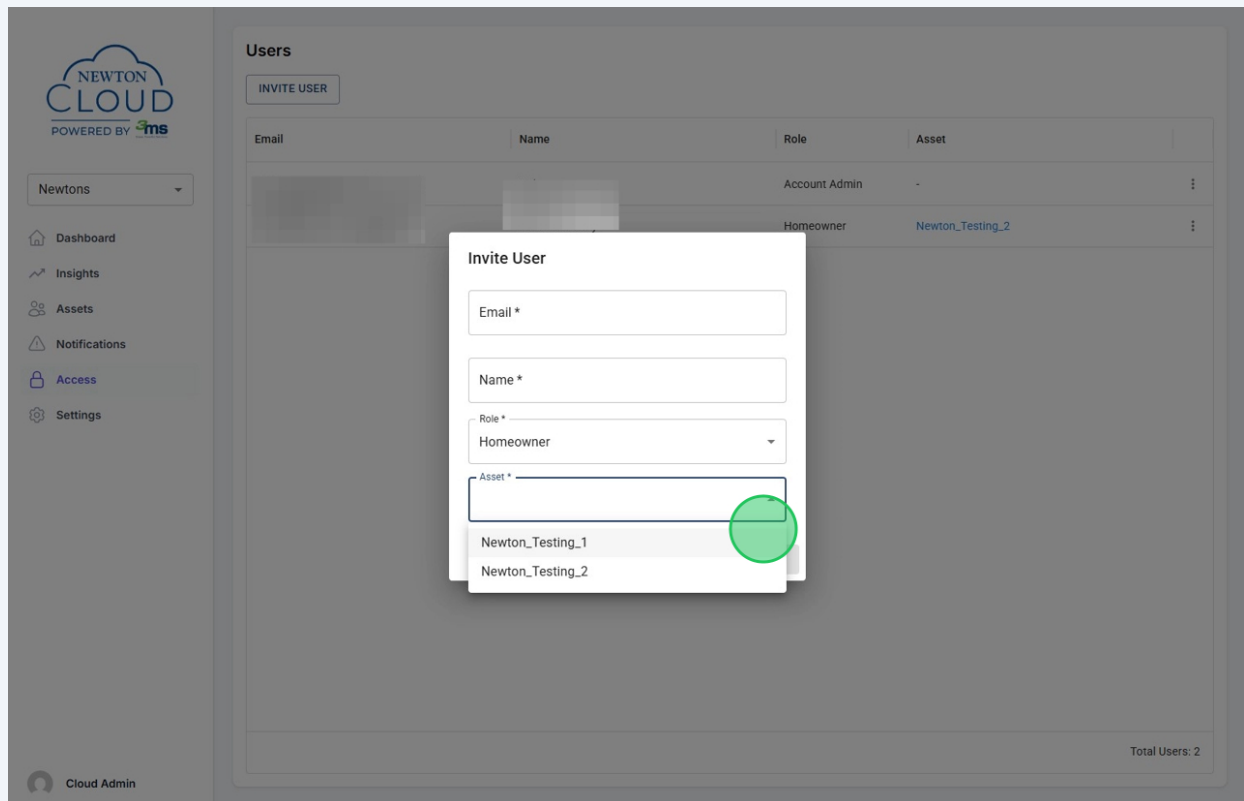 NEWTON
CLOUD
POWERED BY 3ms
Newtons
Dashboard
Insights
Assets
Notifications
Access
Settings
Cloud Admin
Users
INVITE USER
Email Name Role Asset
Account Admin -
Homeowner Newton_Testing_2
Invite User
Email *
Name *
Role *
Homeowner
Asset *
Newton_Testing_1
Newton_Testing_2
Total Users: 2